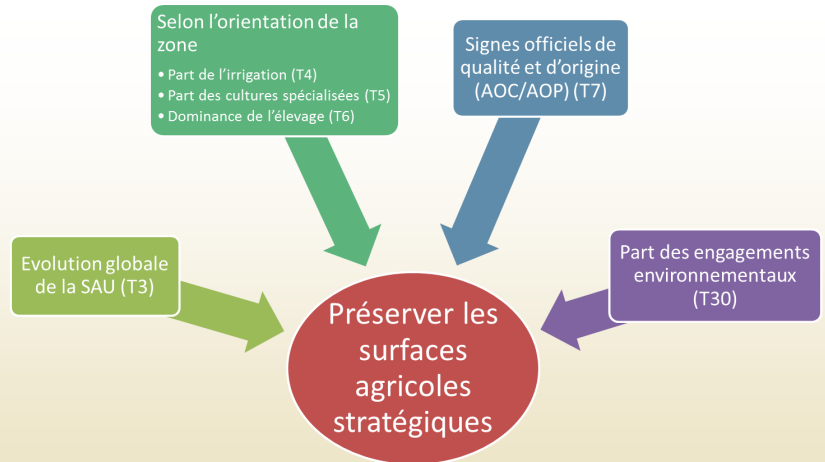 Selon l'orientation de la
zone
• Part de l'irrigation (T4)
• Part des cultures spécialisées (T5)
• Dominance de l'élevage (T6)
Signes officiels de
qualité et d'origine
(AOC/AOP) (T7)
Evolution globale
de la SAU (T3)
Part des engagements
environnementaux
(T30)
Préserver les
surfaces
agricoles
stratégiques